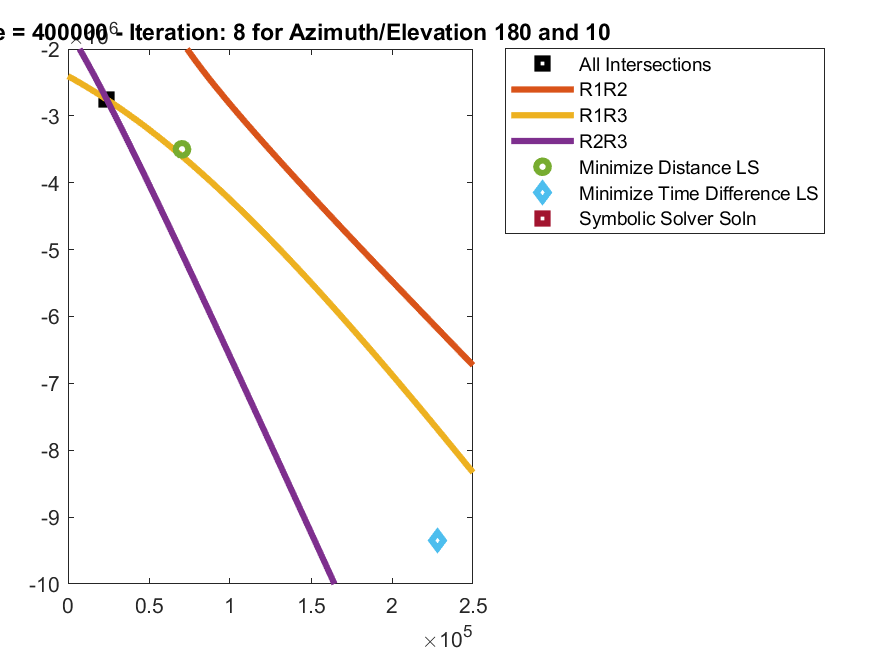 e = 400000 - Iteration: 8 for Azimuth/Elevation 180 and 10
×10⁶
-2
-3
-4
-5
-6
-7
-8
-9
-10
0 0.5 1 1.5 2 2.5
×10⁵
All Intersections
R1R2
R1R3
R2R3
Minimize Distance LS
Minimize Time Difference LS
Symbolic Solver Soln